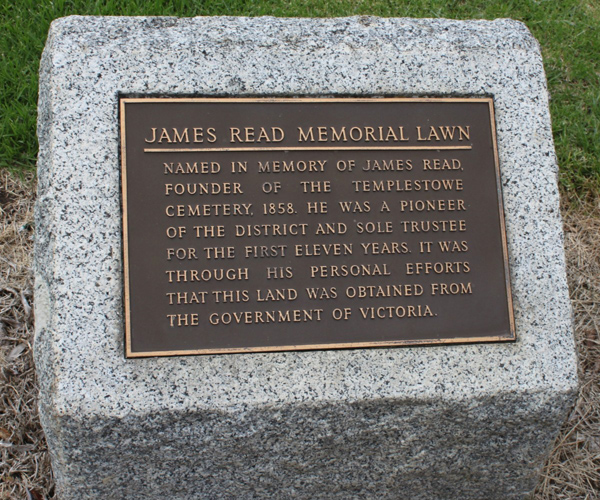 JAMES READ MEMORIAL LAWN
NAMED IN MEMORY OF JAMES READ,
FOUNDER OF THE TEMPLESTOWE
CEMETERY, 1858. HE WAS A PIONEER
OF THE DISTRICT AND SOLE TRUSTEE
FOR THE FIRST ELEVEN YEARS. IT WAS
THROUGH HIS PERSONAL EFFORTS
THAT THIS LAND WAS OBTAINED FROM
THE GOVERNMENT OF VICTORIA.